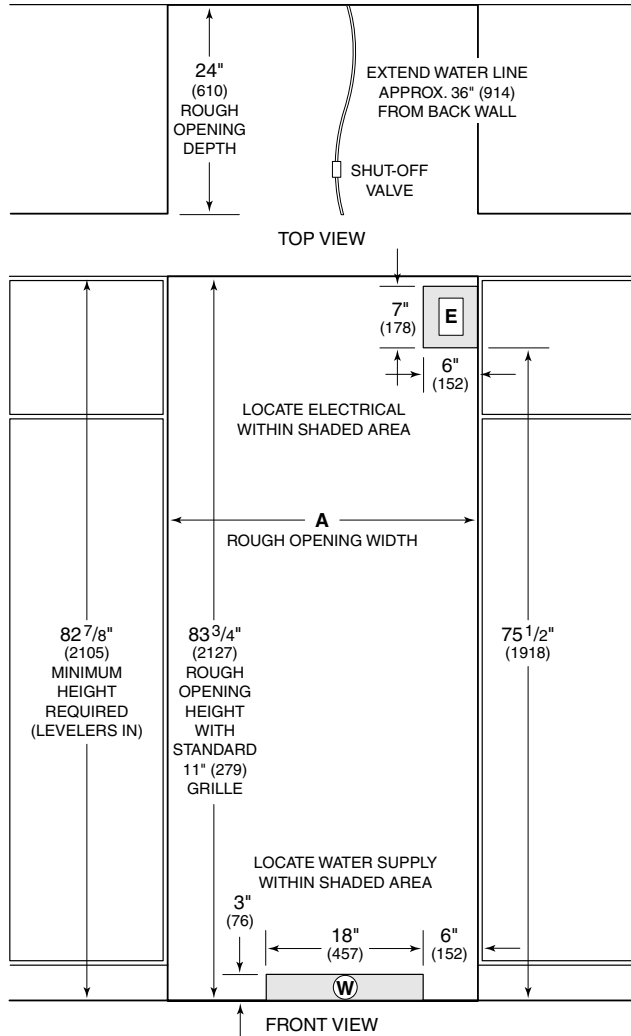 24"
(610)
ROUGH
OPENING
DEPTH
EXTEND WATER LINE
APPROX. 36" (914)
FROM BACK WALL
SHUT-OFF
VALVE
TOP VIEW
7"
(178)
E
6"
(152)
LOCATE ELECTRICAL
WITHIN SHADED AREA
A
ROUGH OPENING WIDTH
82 7/8"
(2105)
MINIMUM
HEIGHT
REQUIRED
(LEVELERS IN)
83 3/4"
(2127)
ROUGH
OPENING
HEIGHT
WITH
STANDARD
11" (279)
GRILLE
75 1/2"
(1918)
LOCATE WATER SUPPLY
WITHIN SHADED AREA
3"
(76)
18"
(457)
6"
(152)
W
FRONT VIEW